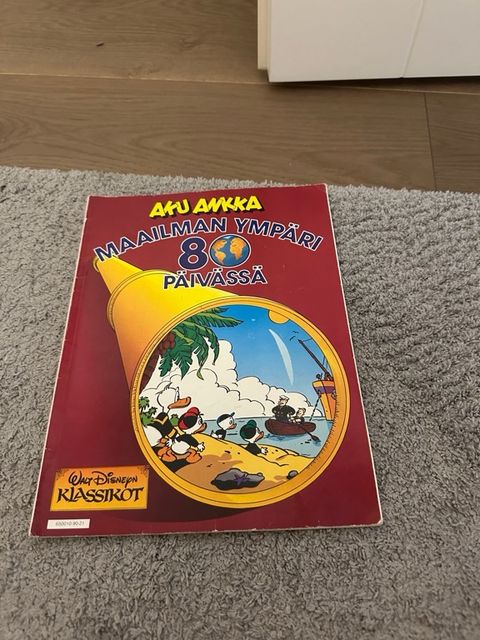 AKU ANKKA
MAAILMAN YMPÄRI
80
PÄIVÄSSÄ
WALT DISNEYN
KLASSIKOT